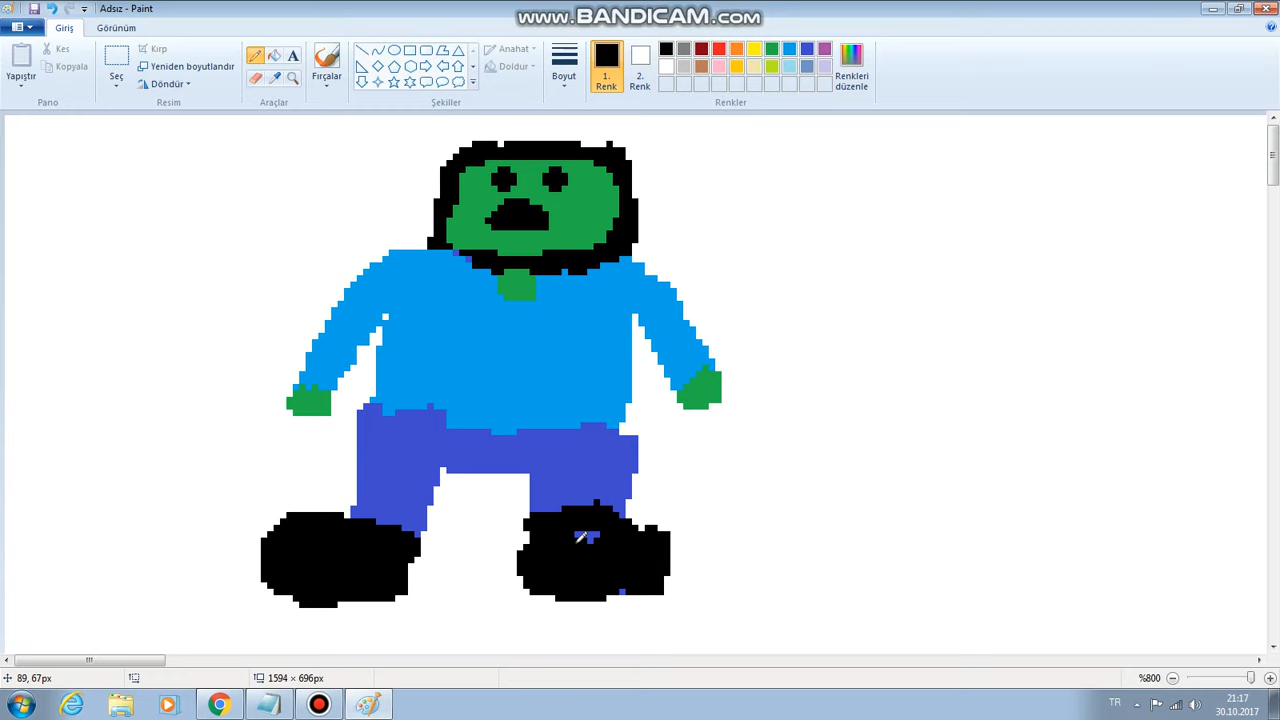 Adsız - Paint
www.BANDICAM.com
Giriş
Görünüm
Yapıştır
Kes
Kopyala
Pano
Seç
Kırp
Yeniden boyutlandır
Döndür
Resim
A
Araçlar
Fırçalar
Anahat
Doldur
Şekiller
Boyut
1.
Renk
2.
Renk
Renkleri
düzenle
Renkler
89, 67px
1594 × 696px
%800
TR
21:17
30.10.2017